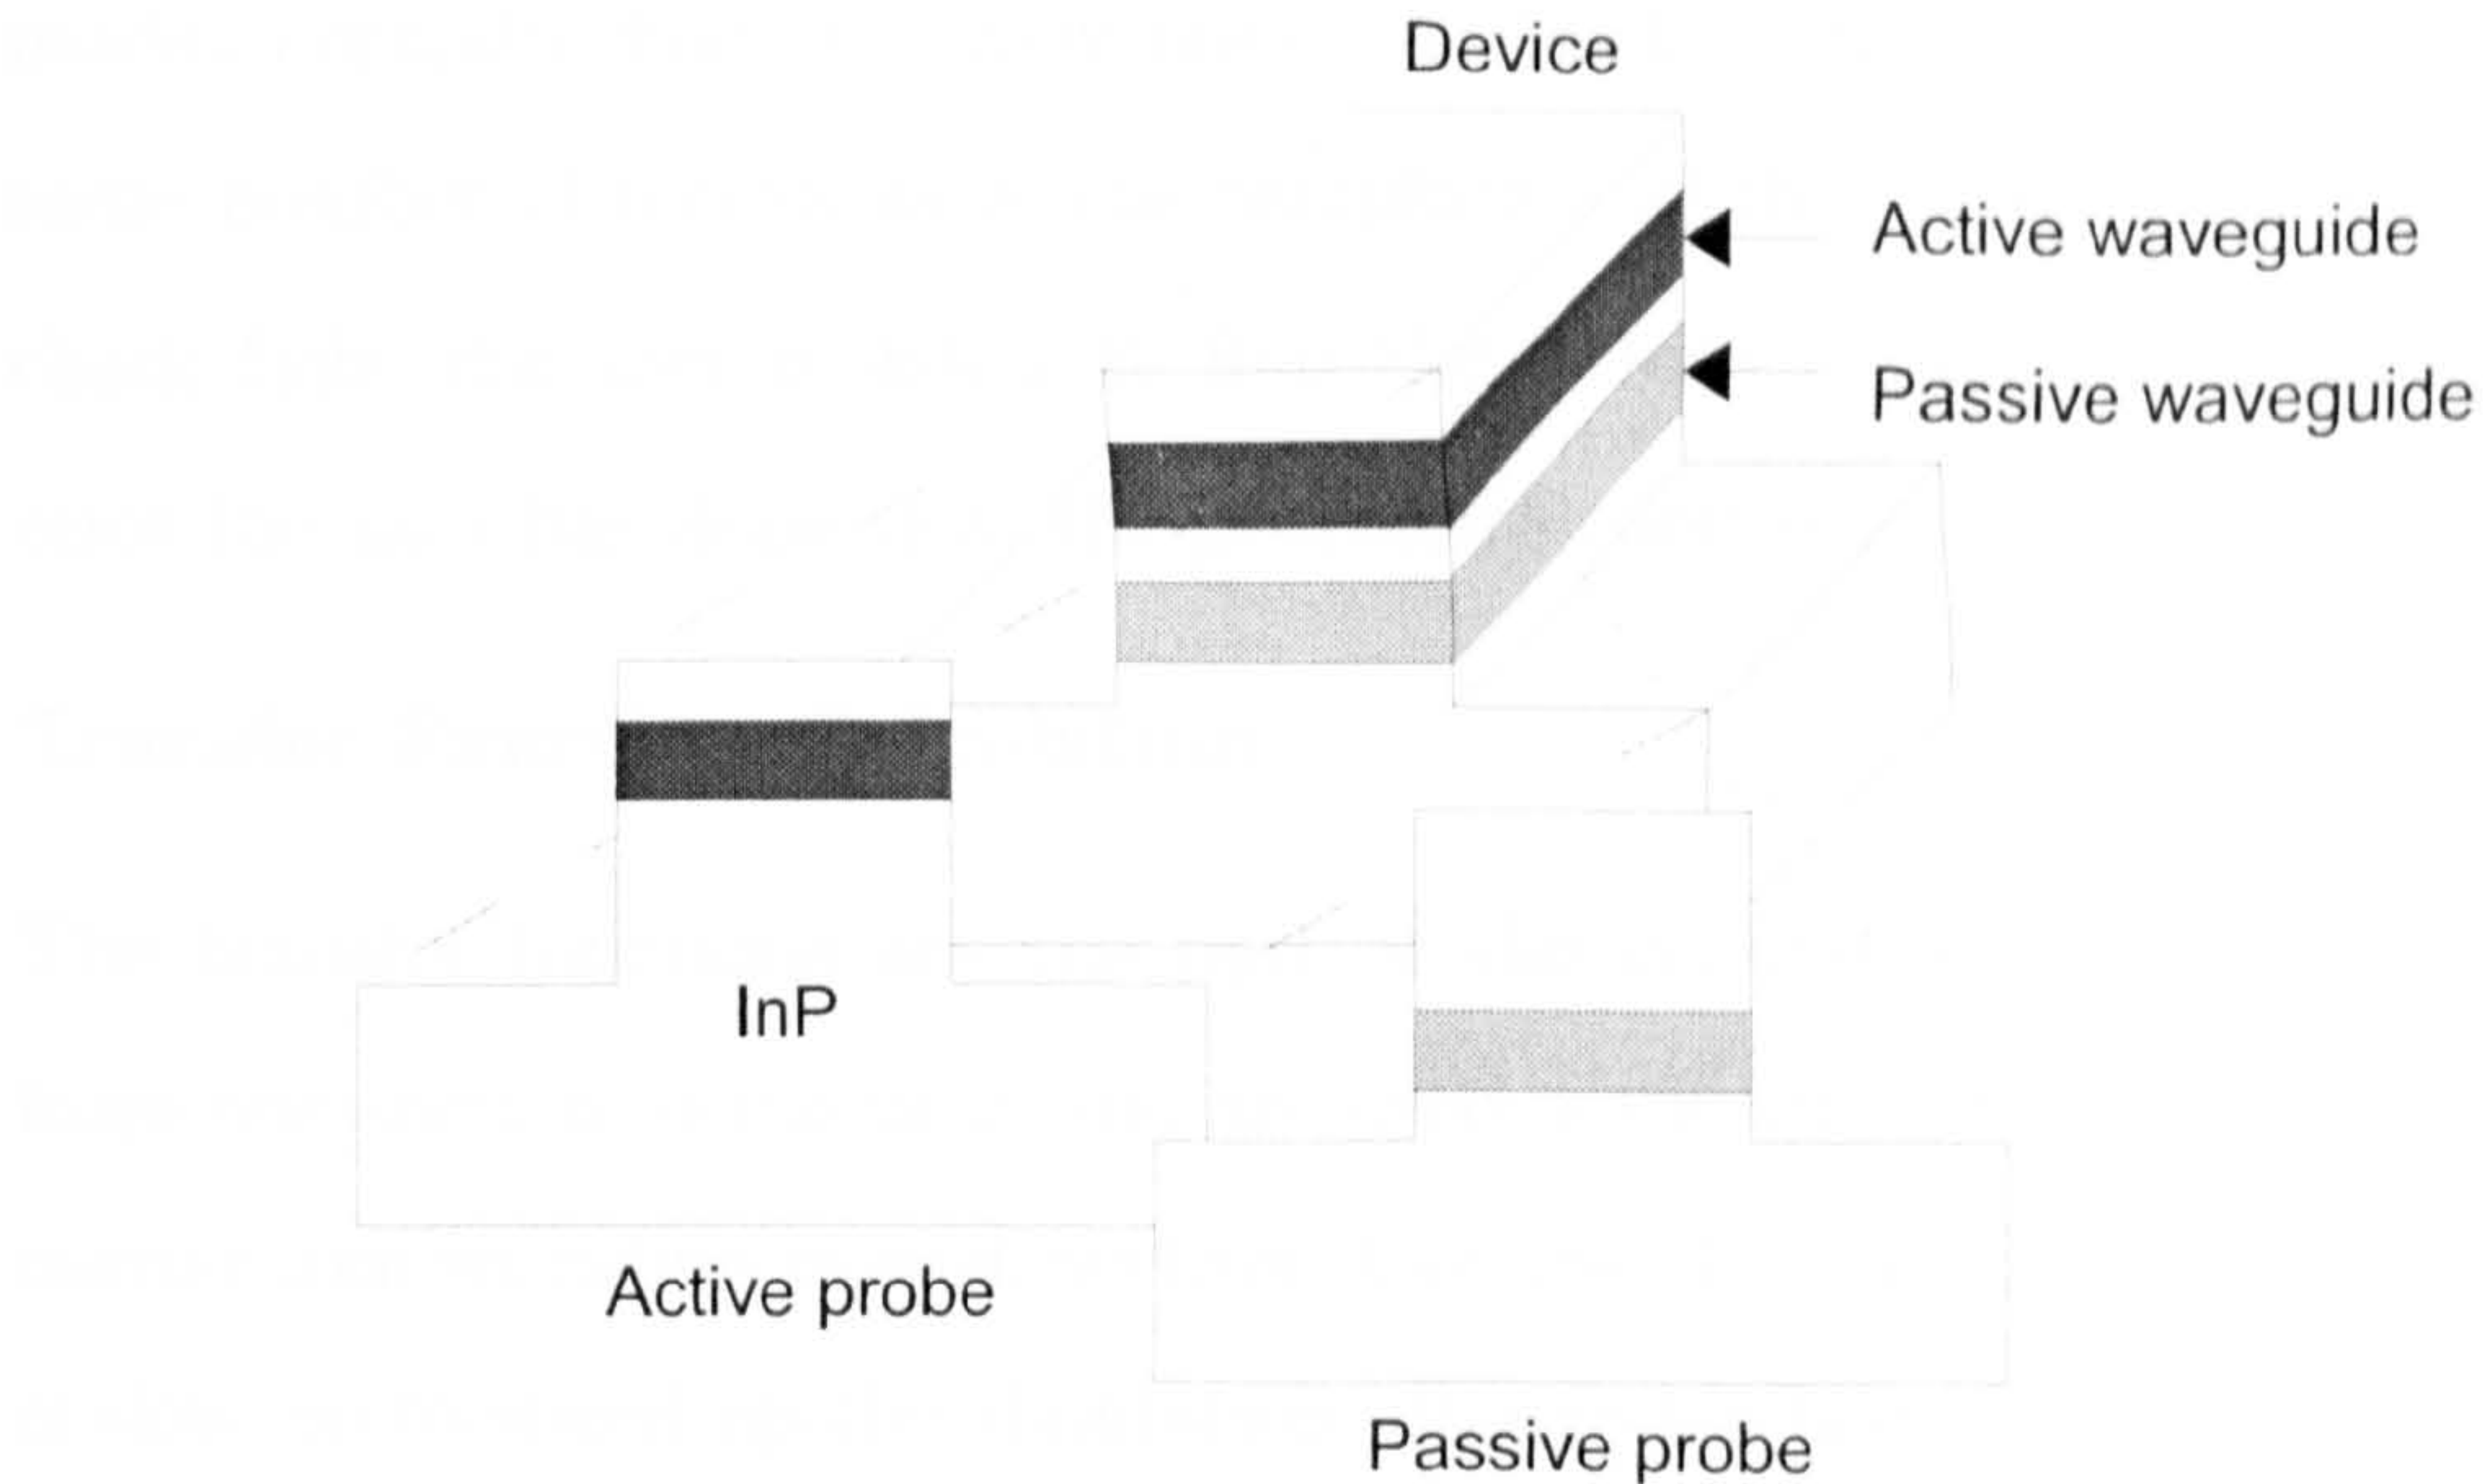 Device
Active waveguide
Passive waveguide
InP
Active probe
Passive probe